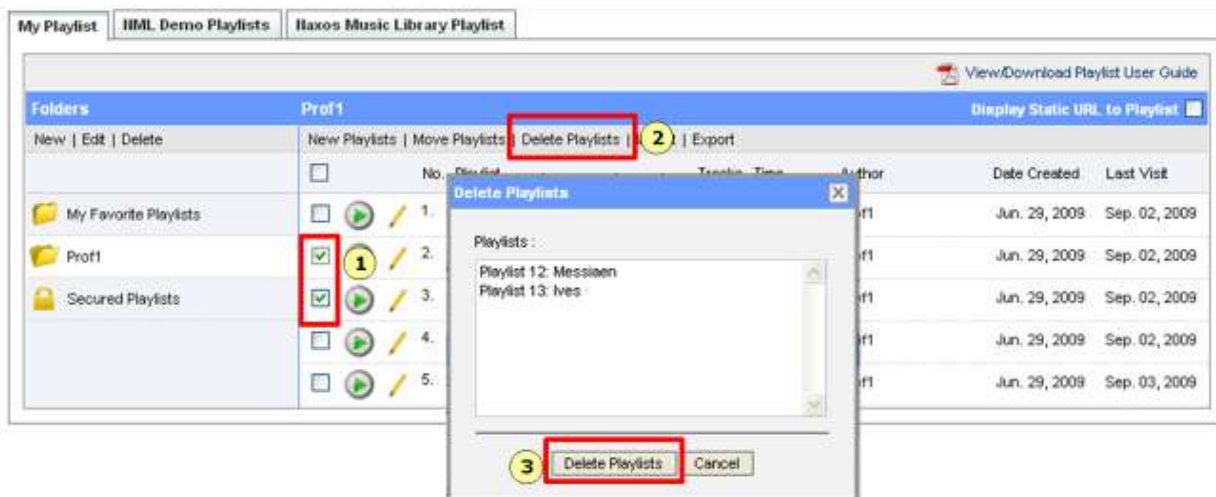 My Playlist
NML Demo Playlists
Naxos Music Library Playlist
View/Download Playlist User Guide
Folders
Prof1
Display Static URL to Playlist
New | Edit | Delete
New Playlists | Move Playlists | Delete Playlists |
2
| Export
No. Playlist
Tracks Time
Author
Date Created
Last Visit
My Favorite Playlists
1.
Jun. 29, 2009
Sep. 02, 2009
Prof1
1
2.
Jun. 29, 2009
Sep. 02, 2009
Secured Playlists
3.
Jun. 29, 2009
Sep. 02, 2009
4.
Jun. 29, 2009
Sep. 02, 2009
5.
Jun. 29, 2009
Sep. 03, 2009
Delete Playlists
Playlists :
Playlist 12: Messiaen
Playlist 13: Ives
3
Delete Playlists
Cancel